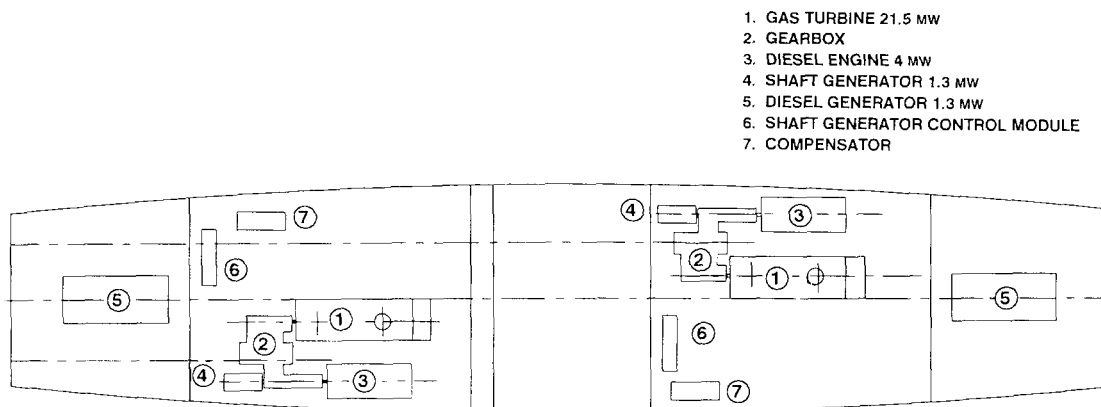 1. GAS TURBINE 21.5 MW
2. GEARBOX
3. DIESEL ENGINE 4 MW
4. SHAFT GENERATOR 1.3 MW
5. DIESEL GENERATOR 1.3 MW
6. SHAFT GENERATOR CONTROL MODULE
7. COMPENSATOR
4
3
7
2
6
1
5
5
1
6
2
4
3
7